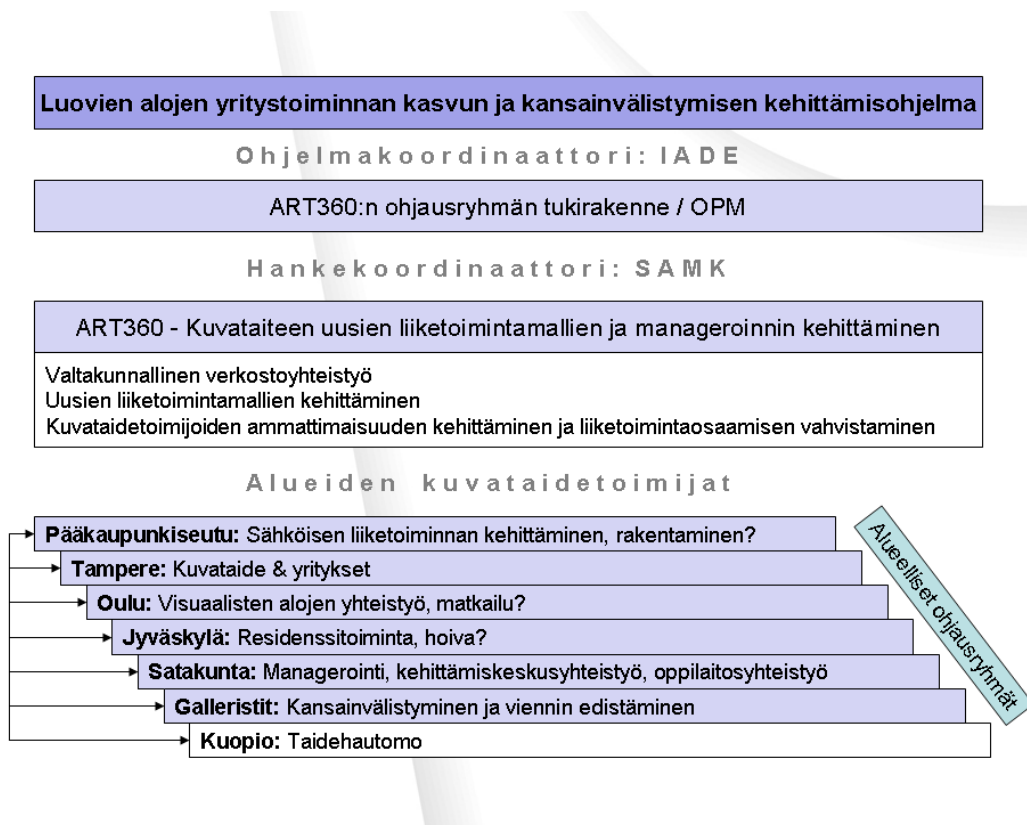 Luovien alojen yritystoiminnan kasvun ja kansainvälistymisen kehittämisohjelma
Ohjelmakoordinaattori: IADE
ART360:n ohjausryhmän tukirakenne / OPM
Hankekoordinaattori: SAMK
ART360 - Kuvataiteen uusien liiketoimintamallien ja manageroinnin kehittäminen
Valtakunnallinen verkostoyhteistyö
Uusien liiketoimintamallien kehittäminen
Kuvataidetoimijoiden ammattimaisuuden kehittäminen ja liiketoimintaosaamisen vahvistaminen
Alueiden kuvataidetoimijat
Pääkaupunkiseutu: Sähköisen liiketoiminnan kehittäminen, rakentaminen?
Tampere: Kuvataide & yritykset
Oulu: Visuaalisten alojen yhteistyö, matkailu?
Jyväskylä: Residenssitoiminta, hoiva?
Satakunta: Managerointi, kehittämiskeskusyhteistyö, oppilaitosyhteistyö
Galleristit: Kansainvälistyminen ja viennin edistäminen
Kuopio: Taidehautomo
Alueelliset ohjausryhmät